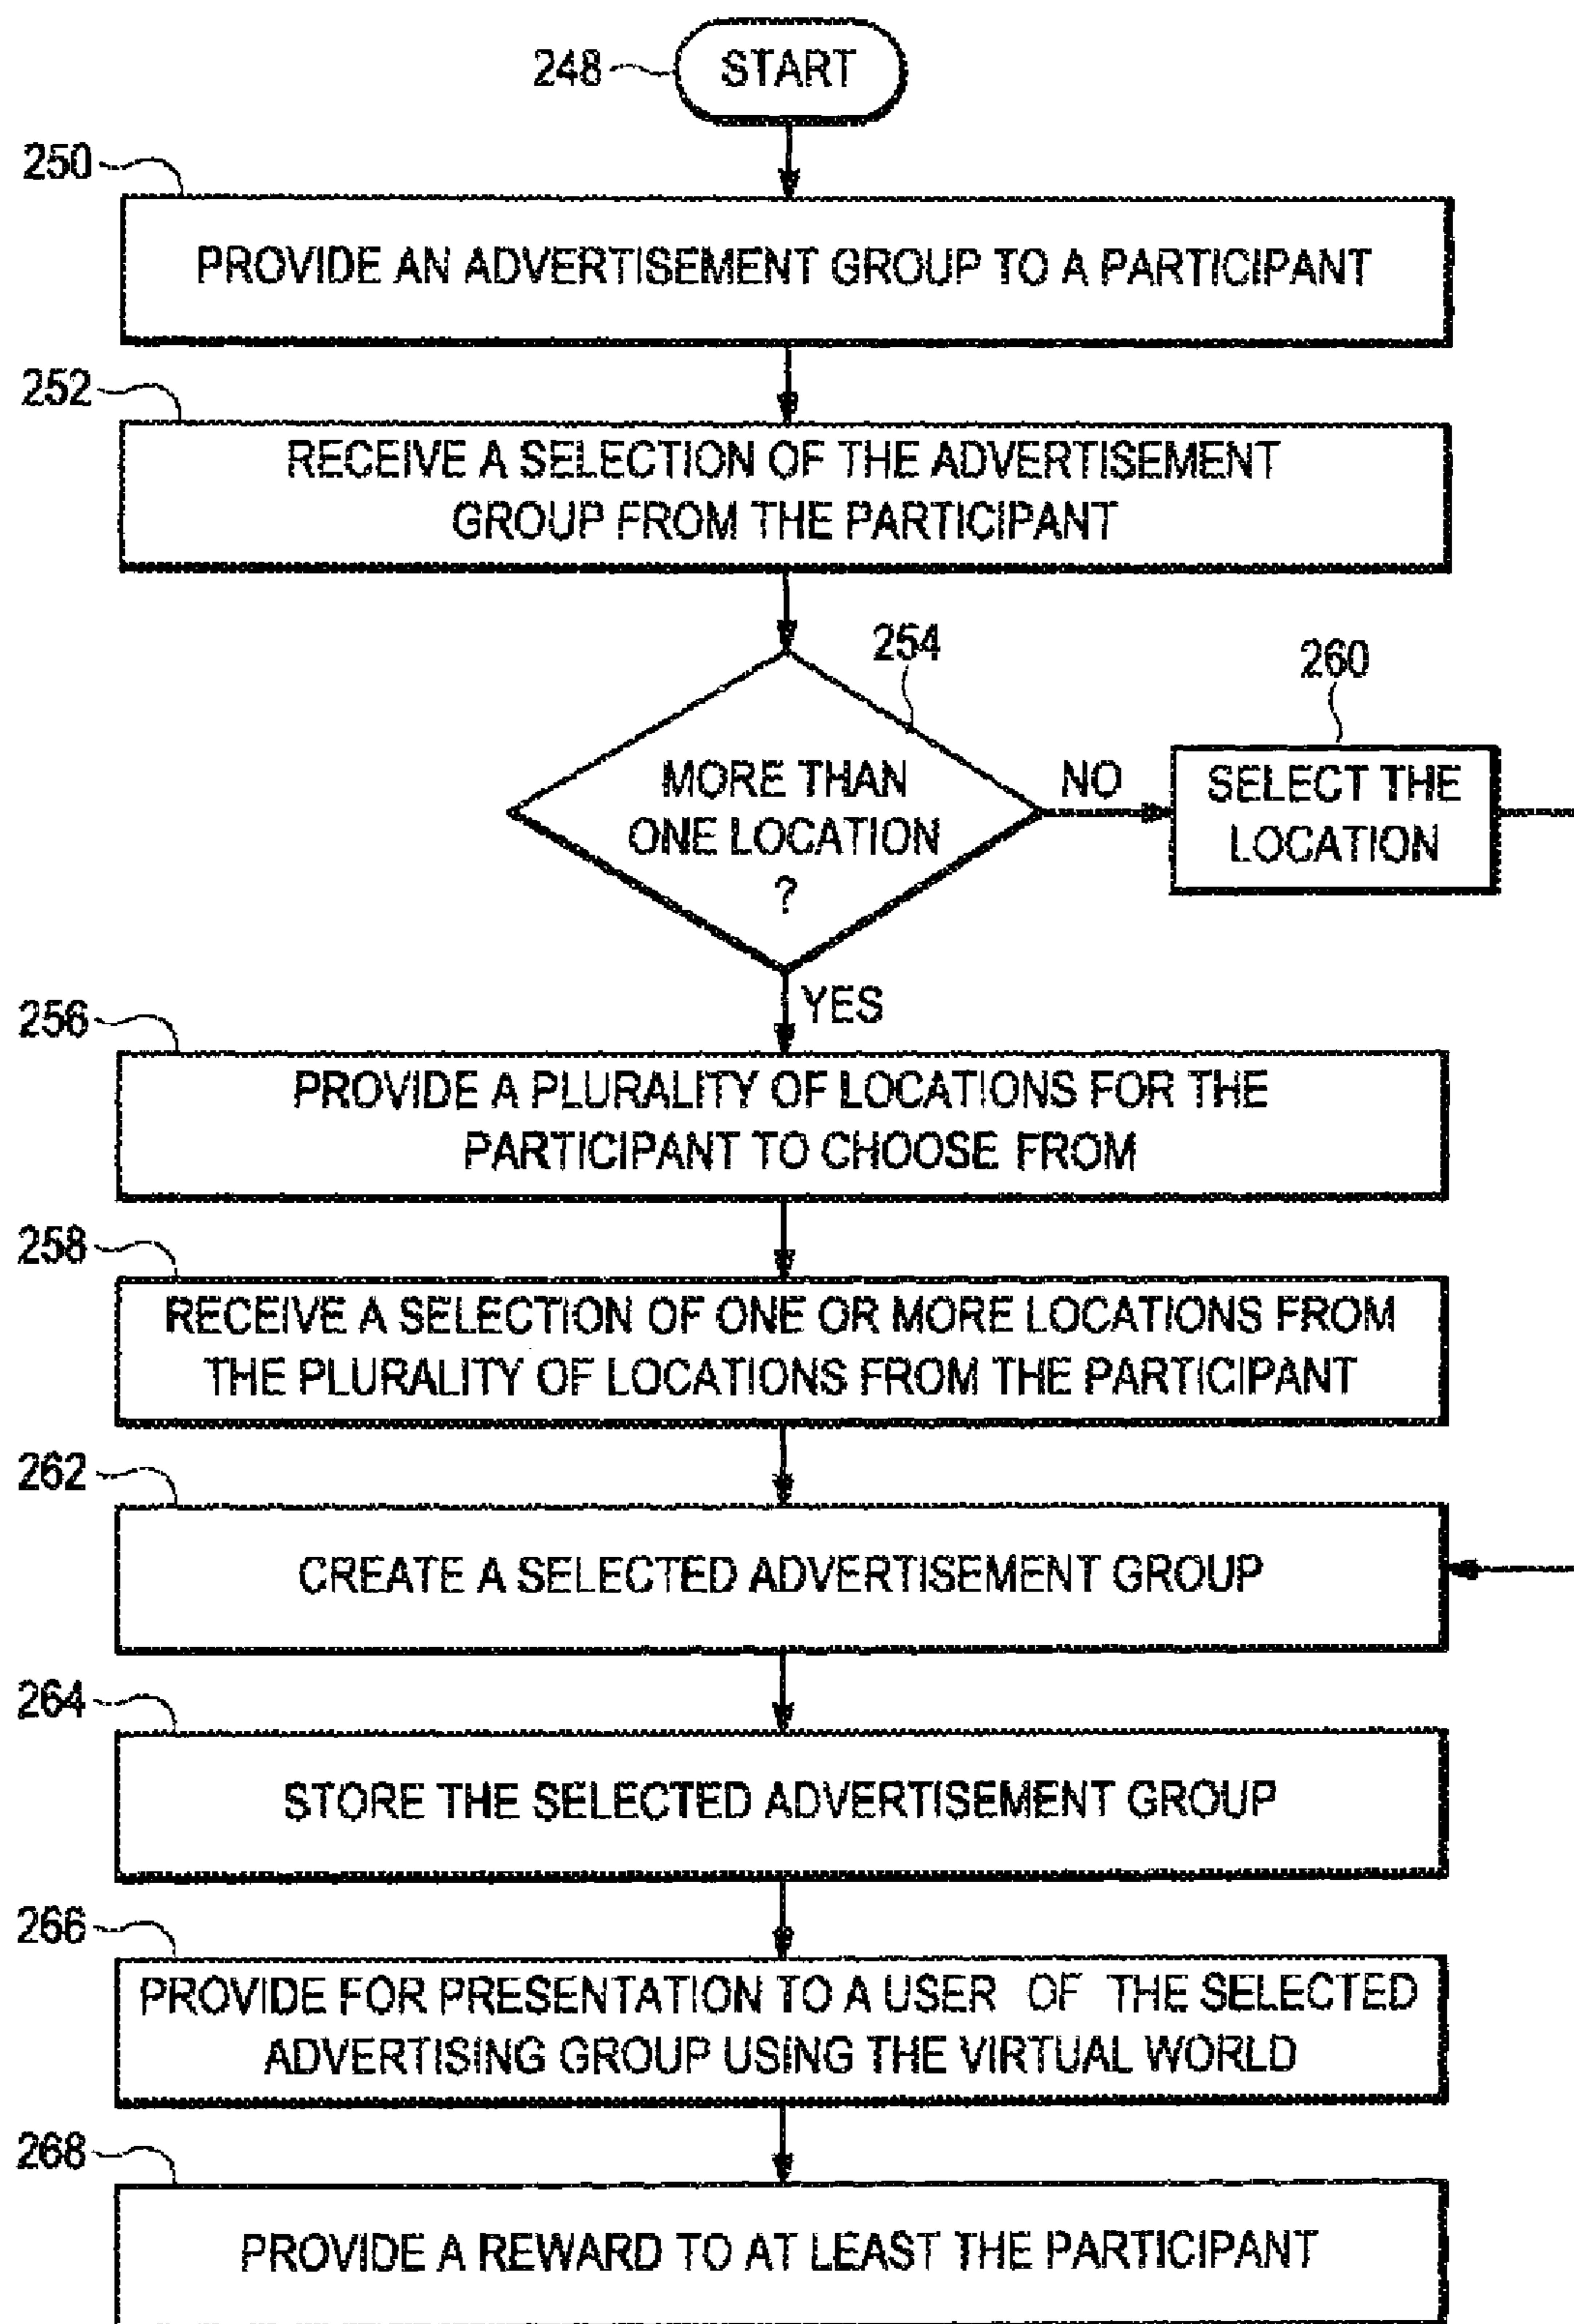 248
START
250
PROVIDE AN ADVERTISEMENT GROUP TO A PARTICIPANT
252
RECEIVE A SELECTION OF THE ADVERTISEMENT
GROUP FROM THE PARTICIPANT
254
MORE THAN
ONE LOCATION
?
NO
260
SELECT THE
LOCATION
YES
256
PROVIDE A PLURALITY OF LOCATIONS FOR THE
PARTICIPANT TO CHOOSE FROM
258
RECEIVE A SELECTION OF ONE OR MORE LOCATIONS FROM
THE PLURALITY OF LOCATIONS FROM THE PARTICIPANT
262
CREATE A SELECTED ADVERTISEMENT GROUP
264
STORE THE SELECTED ADVERTISEMENT GROUP
266
PROVIDE FOR PRESENTATION TO A USER OF THE SELECTED
ADVERTISING GROUP USING THE VIRTUAL WORLD
268
PROVIDE A REWARD TO AT LEAST THE PARTICIPANT